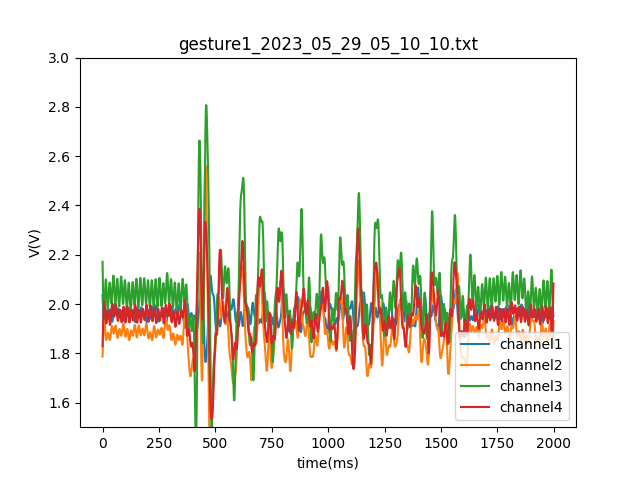 gesture1_2023_05_29_05_10_10.txt
3.0
2.8
2.6
2.4
2.2
2.0
1.8
1.6
V(V)
0 250 500 750 1000 1250 1500 1750 2000
time(ms)
channel1
channel2
channel3
channel4